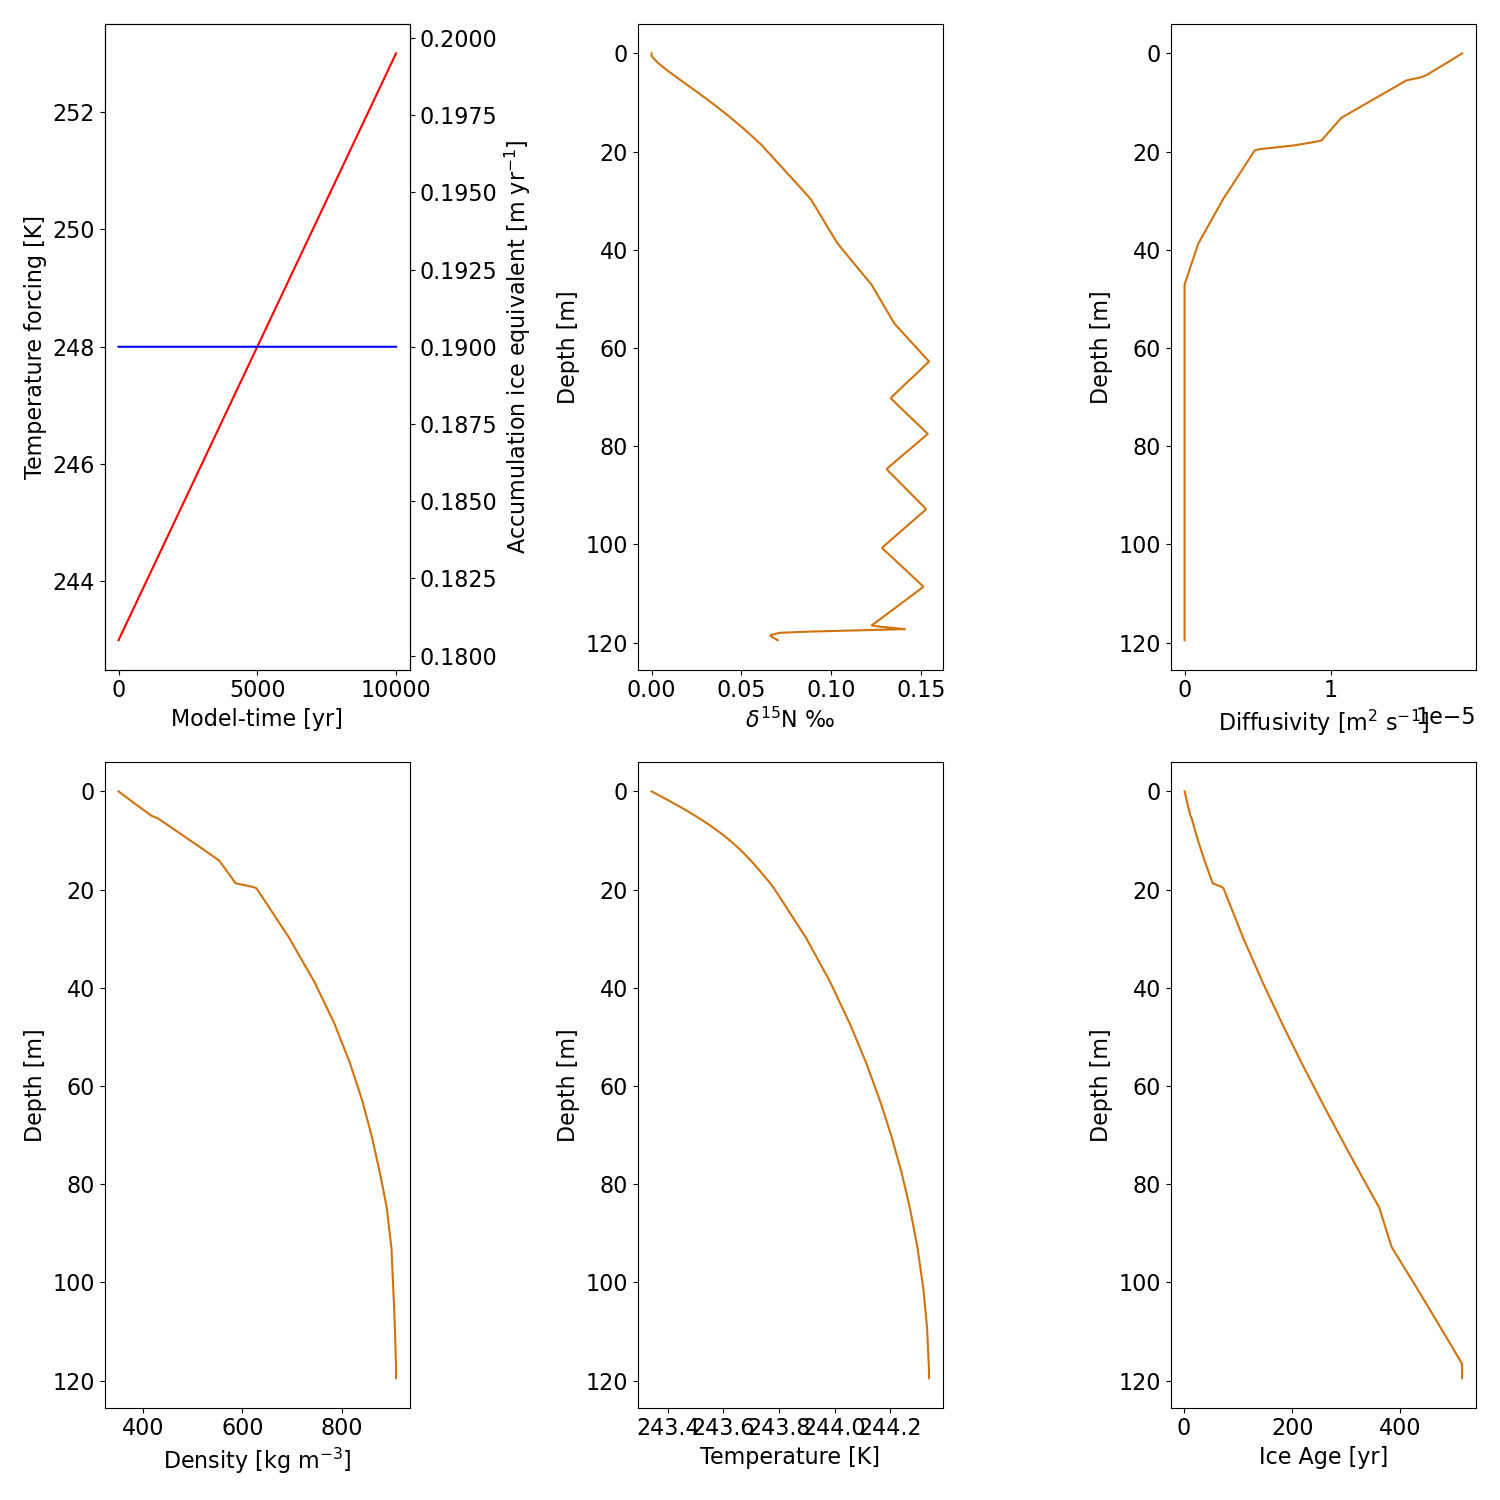 Temperature forcing [K]
252
250
248
246
244
0.2000
0.1975
0.1950
0.1925
0.1900
0.1875
0.1850
0.1825
0.1800
Accumulation ice equivalent [m yr⁻¹]
0 5000 10000
Model-time [yr]
Depth [m]
0
20
40
60
80
100
120
0.00 0.05 0.10 0.15
δ¹⁵N ‰
Depth [m]
0
20
40
60
80
100
120
0 1
1e−5
Diffusivity [m² s⁻¹]
Depth [m]
0
20
40
60
80
100
120
400 600 800
Density [kg m⁻³]
Depth [m]
0
20
40
60
80
100
120
243.4 243.6 243.8 244.0 244.2
Temperature [K]
Depth [m]
0
20
40
60
80
100
120
0 200 400
Ice Age [yr]